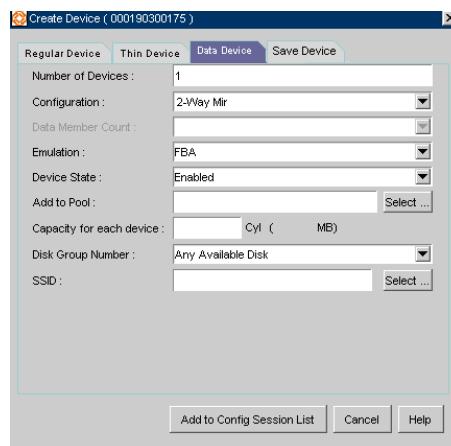 Create Device ( 000190300175 )
Regular Device Thin Device Data Device Save Device
Number of Devices : 1
Configuration : 2-Way Mir
Data Member Count :
Emulation : FBA
Device State : Enabled
Add to Pool : Select ...
Capacity for each device : Cyl ( MB)
Disk Group Number : Any Available Disk
SSID : Select ...
Add to Config Session List Cancel Help